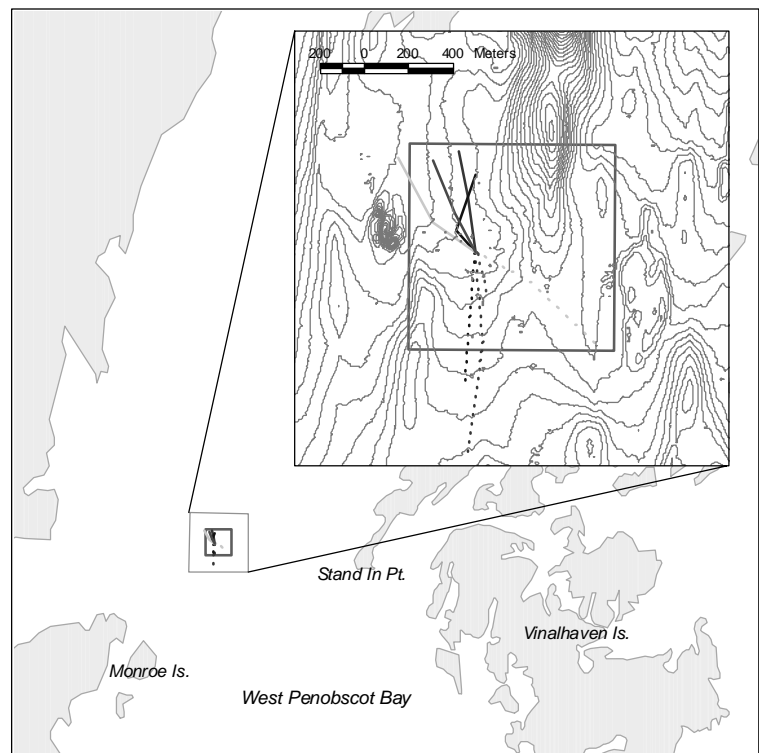 200 0 200 400 Meters
Stand In Pt.
Vinalhaven Is.
Monroe Is.
West Penobscot Bay